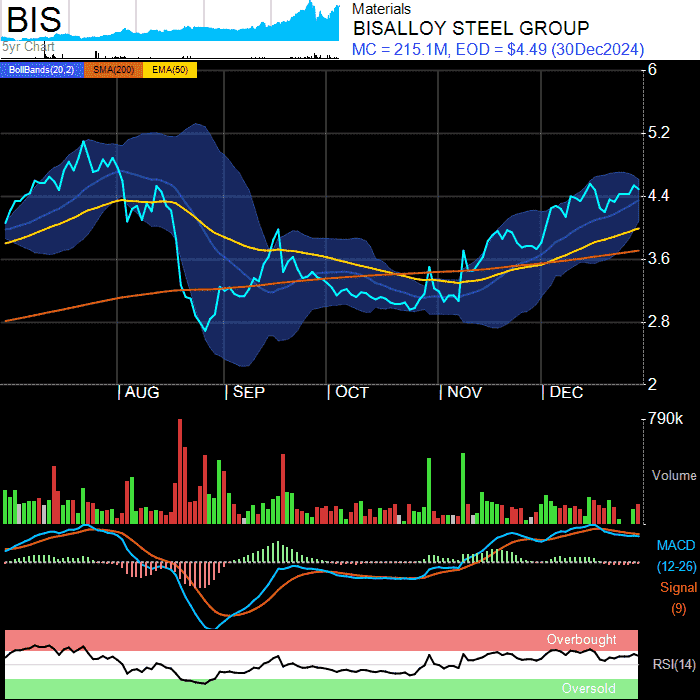 BIS
5yr Chart
Materials
BISALLOY STEEL GROUP
MC = 215.1M, EOD = $4.49 (30Dec2024)
BollBands(20,2) SMA(200) EMA(50)
6
5.2
4.4
3.6
2.8
2
AUG SEP OCT NOV DEC
790k
Volume
MACD
(12-26)
Signal
(9)
Overbought
RSI(14)
Oversold